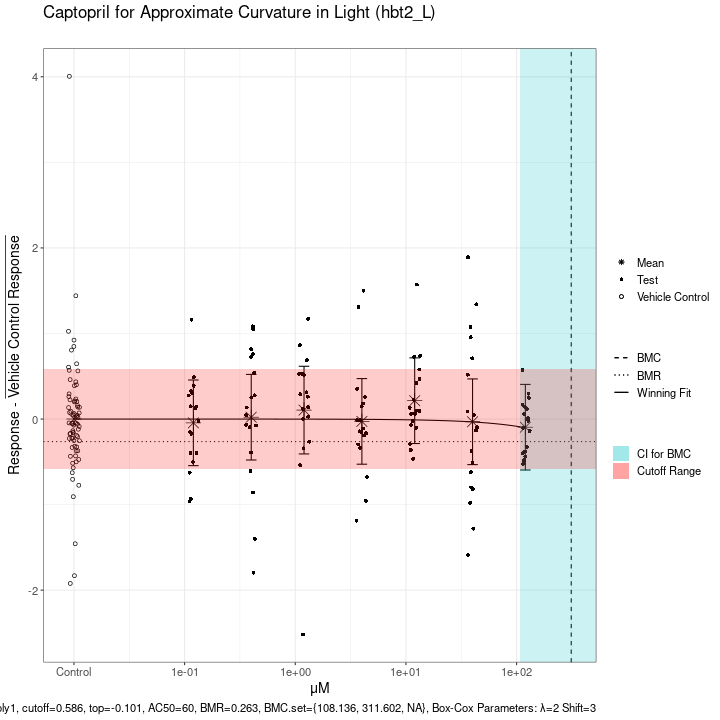 Captopril for Approximate Curvature in Light (hbt2_L)
Response - Vehicle Control Response
4
2
0
-2
Control
1e-01
1e+00
1e+01
1e+02
µM
Mean
Test
Vehicle Control
BMC
BMR
Winning Fit
CI for BMC
Cutoff Range
cutoff=0.586, top=-0.101, AC50=60, BMR=0.263, BMC.set={108.136, 311.602, NA}, Box-Cox Parameters: λ=2 Shift=3